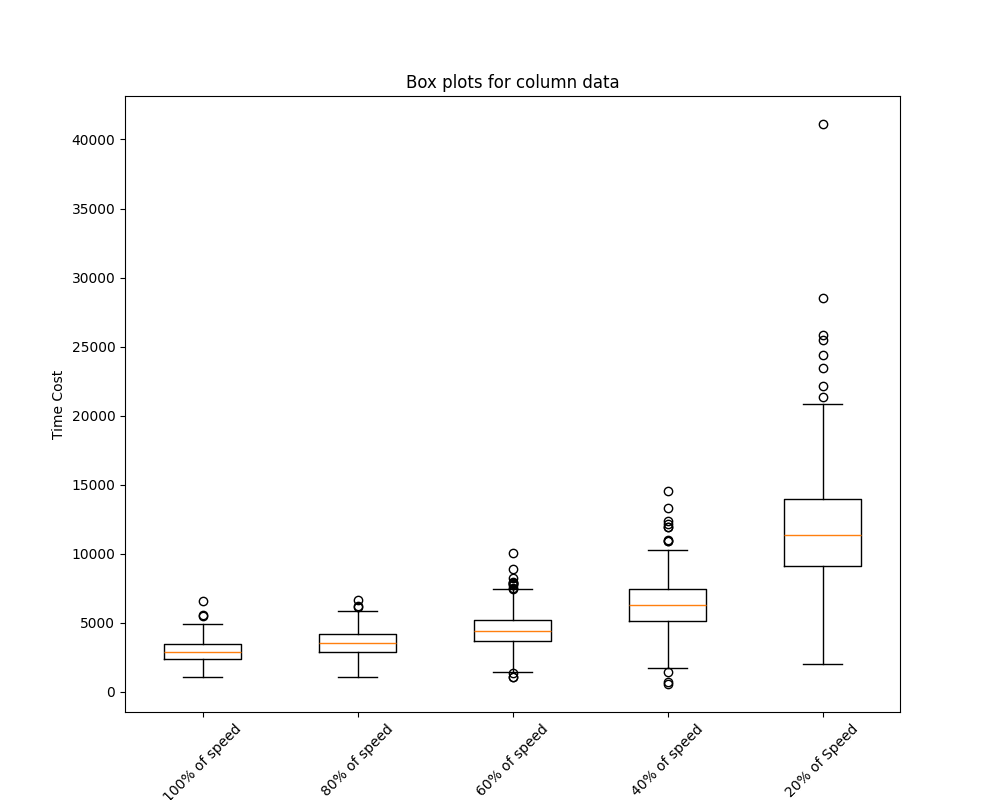 Box plots for column data
Time Cost
40000
35000
30000
25000
20000
15000
10000
5000
0
100% of speed
80% of speed
60% of speed
40% of speed
20% of Speed